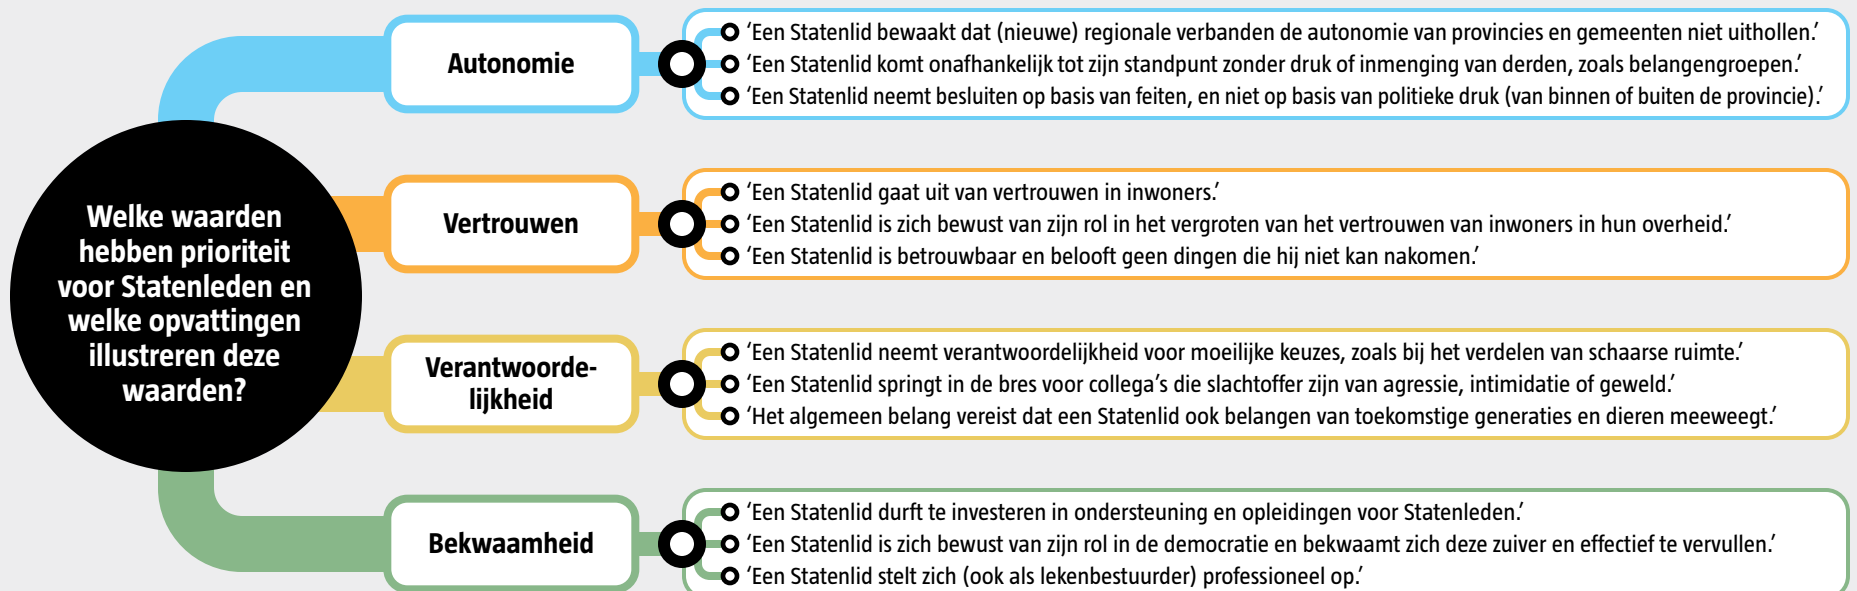 Welke waarden
hebben prioriteit
voor Statenleden en
welke opvattingen
illustreren deze
waarden?
Autonomie
‘Een Statenlid bewaakt dat (nieuwe) regionale verbanden de autonomie van provincies en gemeenten niet uithollen.’
‘Een Statenlid komt onafhankelijk tot zijn standpunt zonder druk of inmenging van derden, zoals belangengroepen.’
‘Een Statenlid neemt besluiten op basis van feiten, en niet op basis van politieke druk (van binnen of buiten de provincie).’
Vertrouwen
‘Een Statenlid gaat uit van vertrouwen in inwoners.’
‘Een Statenlid is zich bewust van zijn rol in het vergroten van het vertrouwen van inwoners in hun overheid.’
‘Een Statenlid is betrouwbaar en belooft geen dingen die hij niet kan nakomen.’
Verantwoorde-
lijkheid
‘Een Statenlid neemt verantwoordelijkheid voor moeilijke keuzes, zoals bij het verdelen van schaarse ruimte.’
‘Een Statenlid springt in de bres voor collega’s die slachtoffer zijn van agressie, intimidatie of geweld.’
‘Het algemeen belang vereist dat een Statenlid ook belangen van toekomstige generaties en dieren meeweegt.’
Bekwaamheid
‘Een Statenlid durft te investeren in ondersteuning en opleidingen voor Statenleden.’
‘Een Statenlid is zich bewust van zijn rol in de democratie en bekwaamt zich deze zuiver en effectief te vervullen.’
‘Een Statenlid stelt zich (ook als lekenbestuurder) professioneel op.’